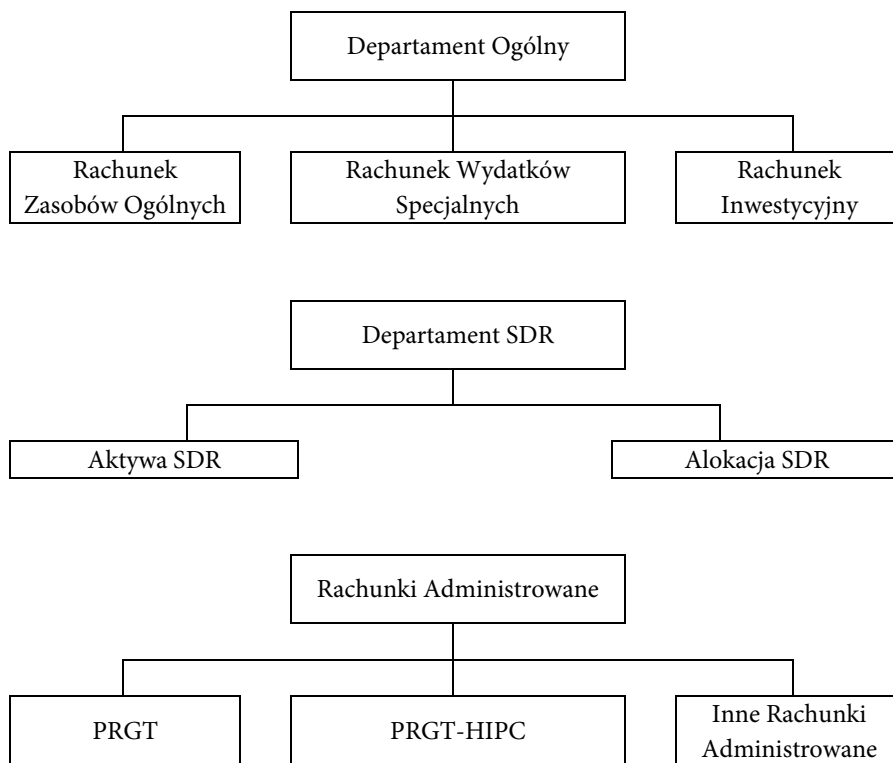 Departament Ogólny
Rachunek
Zasobów Ogólnych
Rachunek Wydatków
Specjalnych
Rachunek
Inwestycyjny
Departament SDR
Aktywa SDR
Alokacja SDR
Rachunki Administrowane
PRGT
PRGT-HIPC
Inne Rachunki
Administrowane